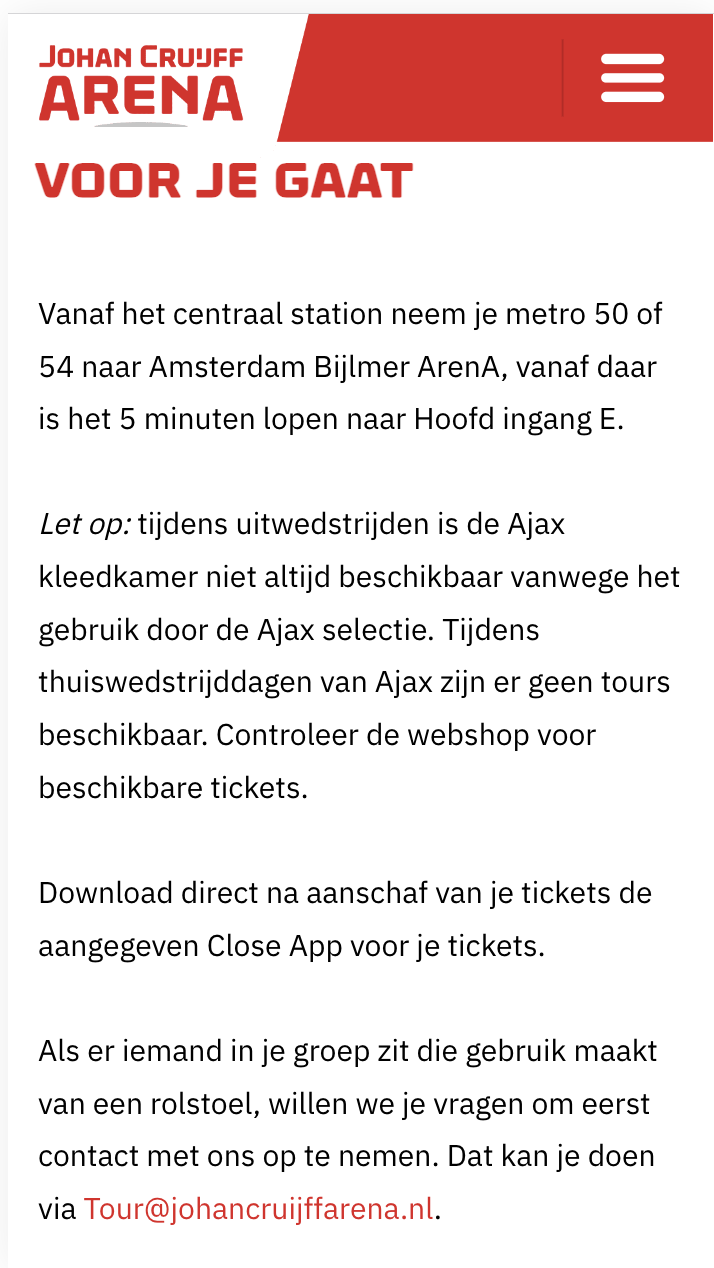 JOHAN CRUIJFF
ARENA
VOOR JE GAAT
Vanaf het centraal station neem je metro 50 of
54 naar Amsterdam Bijlmer ArenA, vanaf daar
is het 5 minuten lopen naar Hoofd ingang E.
Let op: tijdens uitwedstrijden is de Ajax
kleedkamer niet altijd beschikbaar vanwege het
gebruik door de Ajax selectie. Tijdens
thuiswedstrijddagen van Ajax zijn er geen tours
beschikbaar. Controleer de webshop voor
beschikbare tickets.
Download direct na aanschaf van je tickets de
aangegeven Close App voor je tickets.
Als er iemand in je groep zit die gebruik maakt
van een rolstoel, willen we je vragen om eerst
contact met ons op te nemen. Dat kan je doen
via Tour@johancruijffarena.nl.